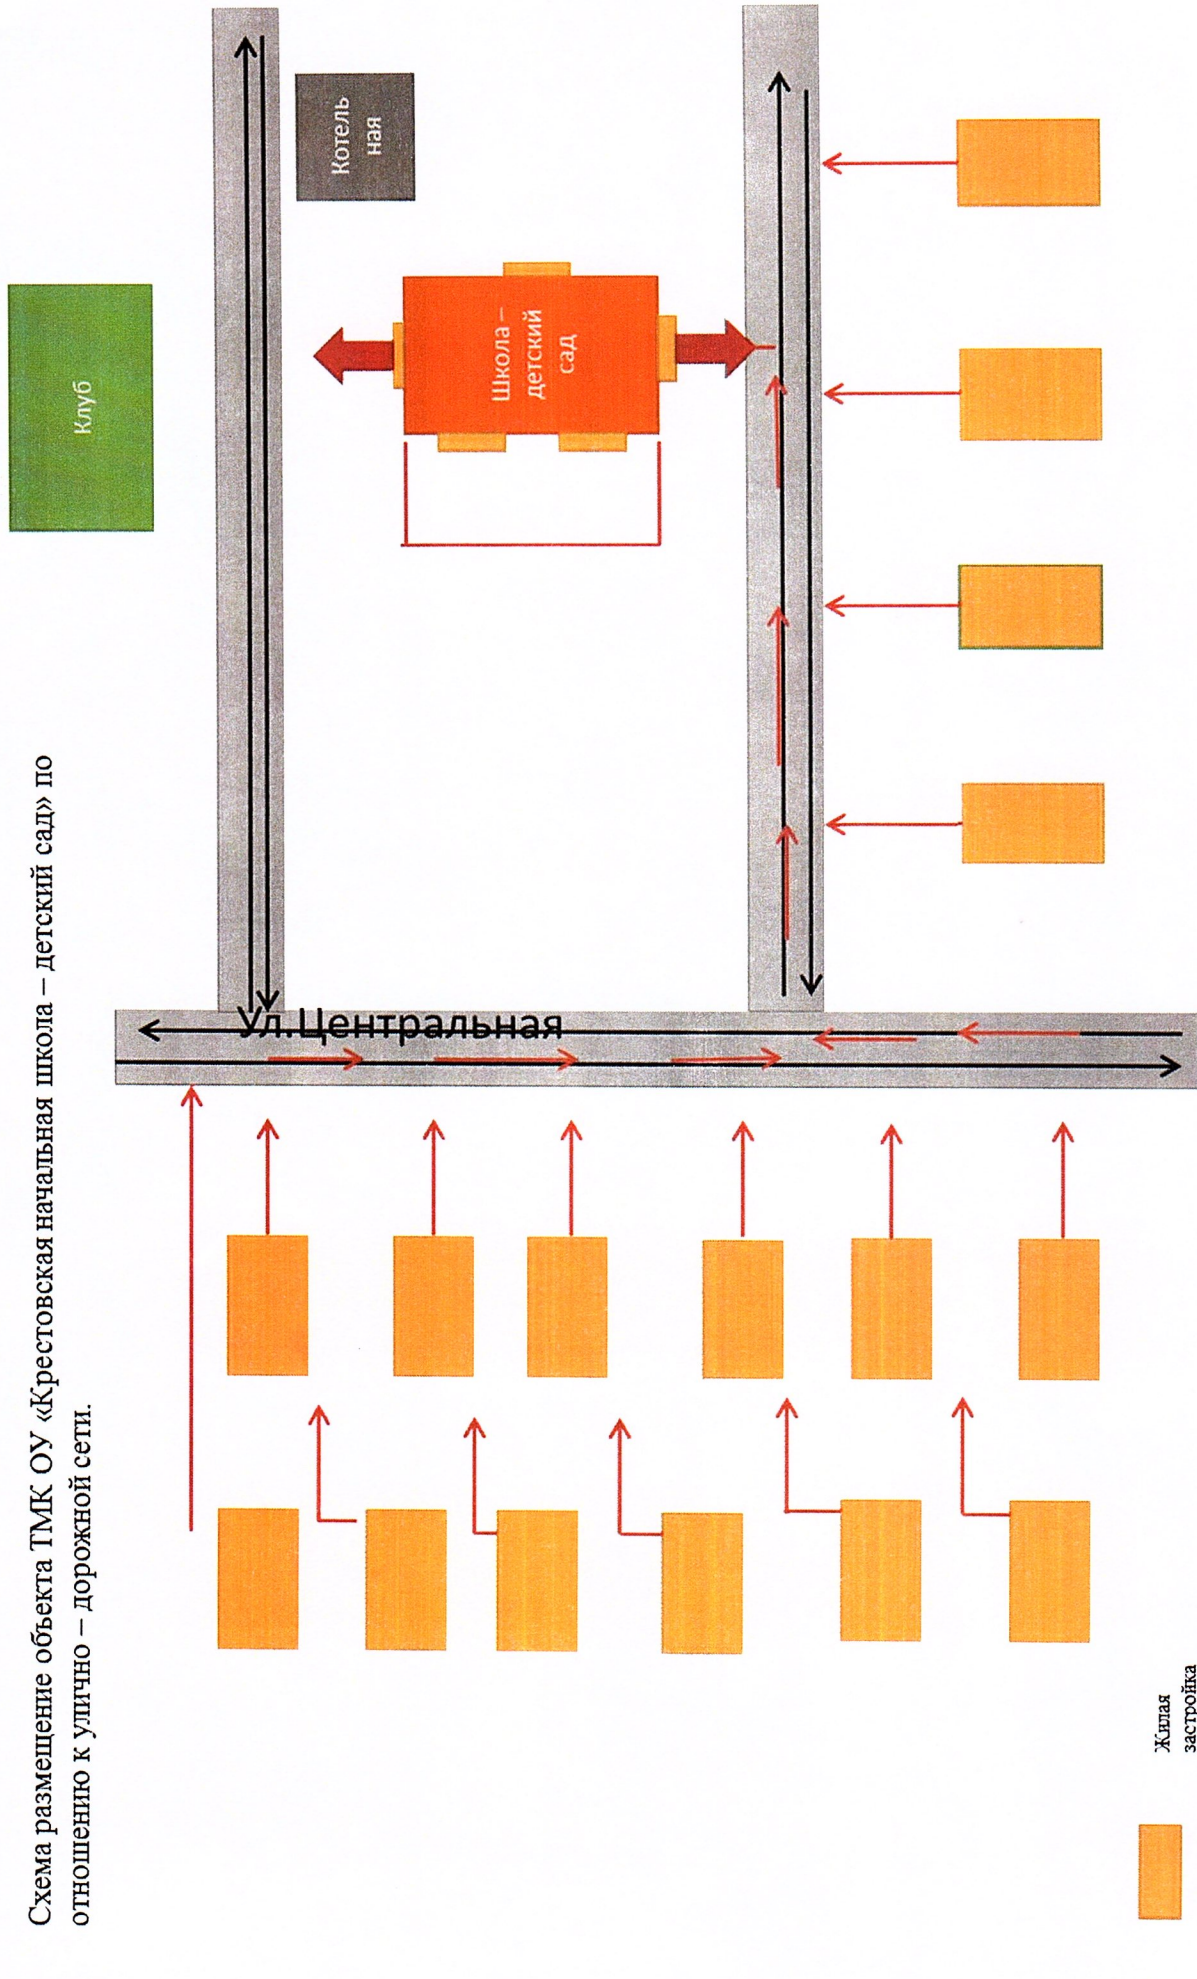 Схема размещение объекта ТМК ОУ «Крестовская начальная школа – детский сад» по
отношению к улично – дорожной сети.
Клуб
Котель
ная
Школа –
детский
сад
Ул.Центральная
Жилая
застройка